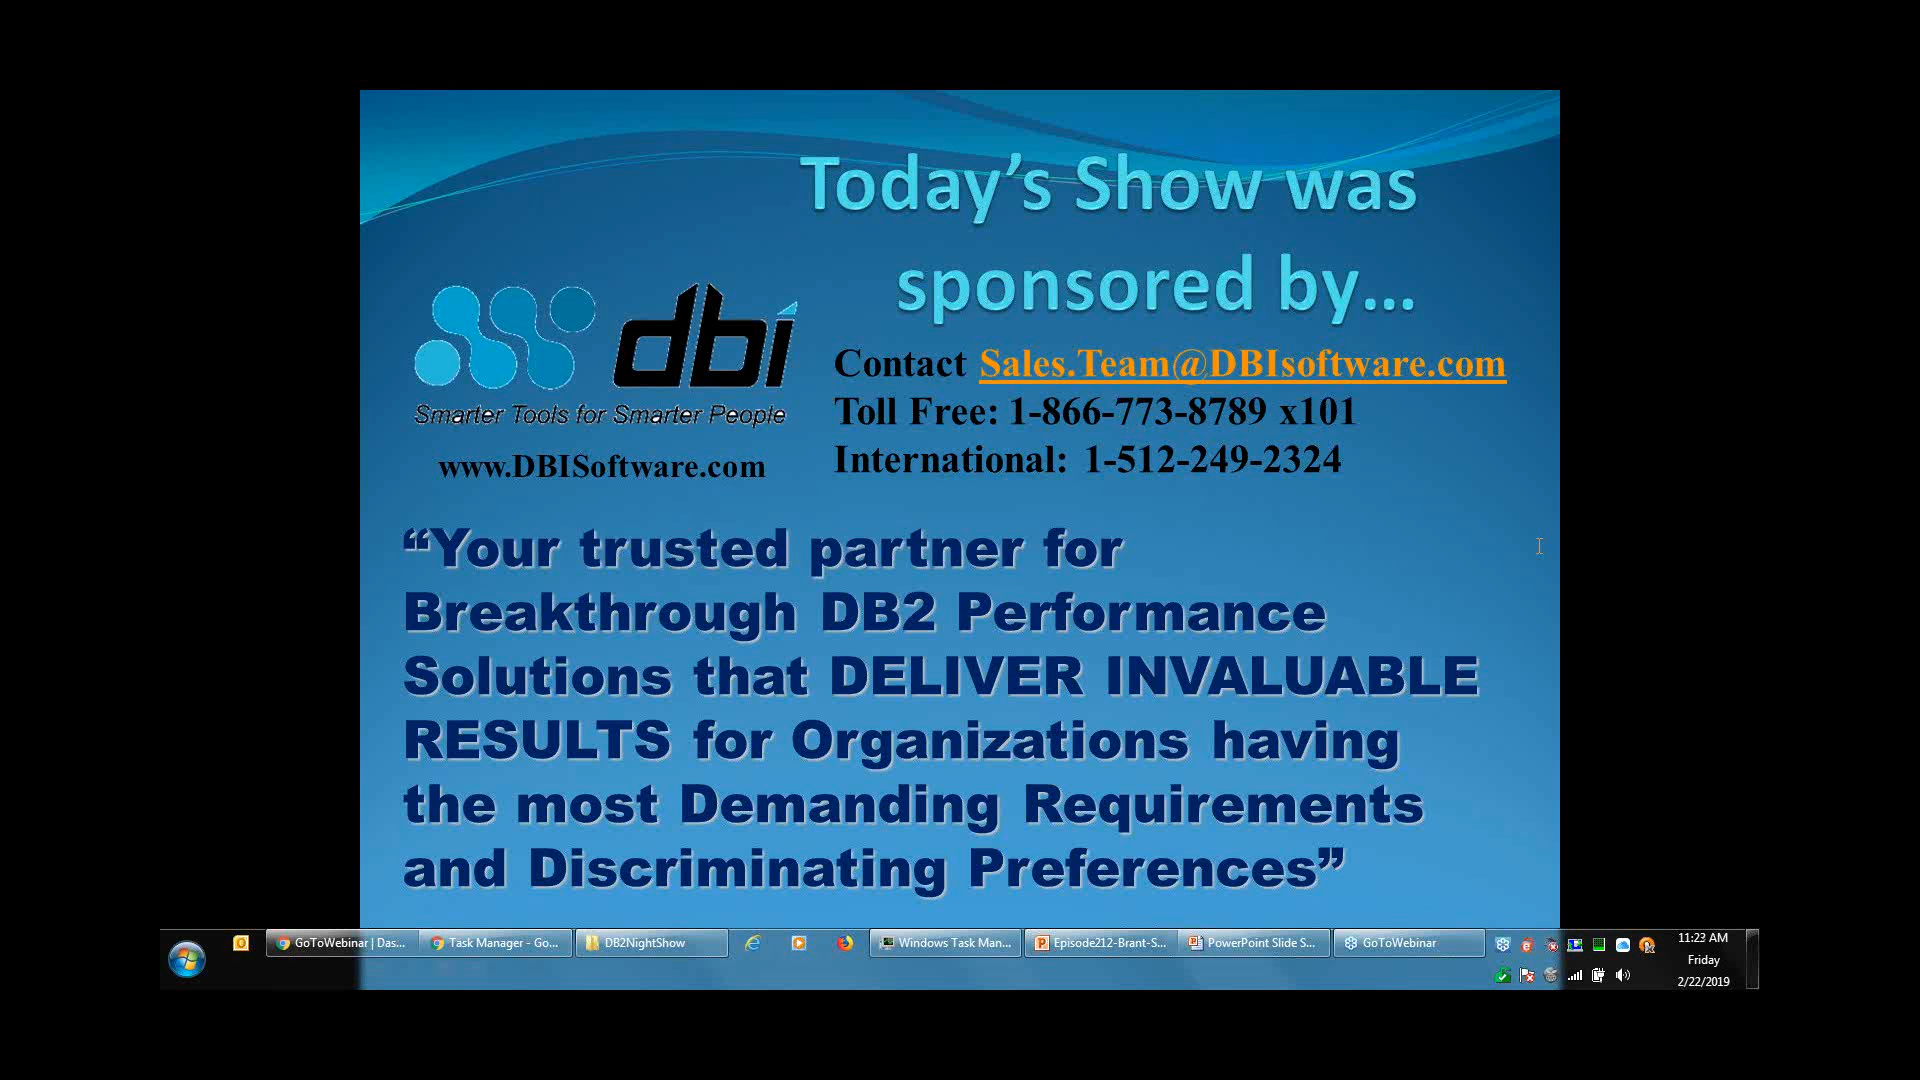 Today’s Show was
sponsored by...
dbi
Smarter Tools for Smarter People
www.DBISoftware.com
Contact Sales.Team@DBIsoftware.com
Toll Free: 1-866-773-8789 x101
International: 1-512-249-2324
“Your trusted partner for
Breakthrough DB2 Performance
Solutions that DELIVER INVALUABLE
RESULTS for Organizations having
the most Demanding Requirements
and Discriminating Preferences”
GoToWebinar | Das...
Task Manager - Go...
DB2NightShow
Windows Task Man...
Episode212-Brant-S...
PowerPoint Slide S...
GoToWebinar
11:23 AM
Friday
2/22/2019